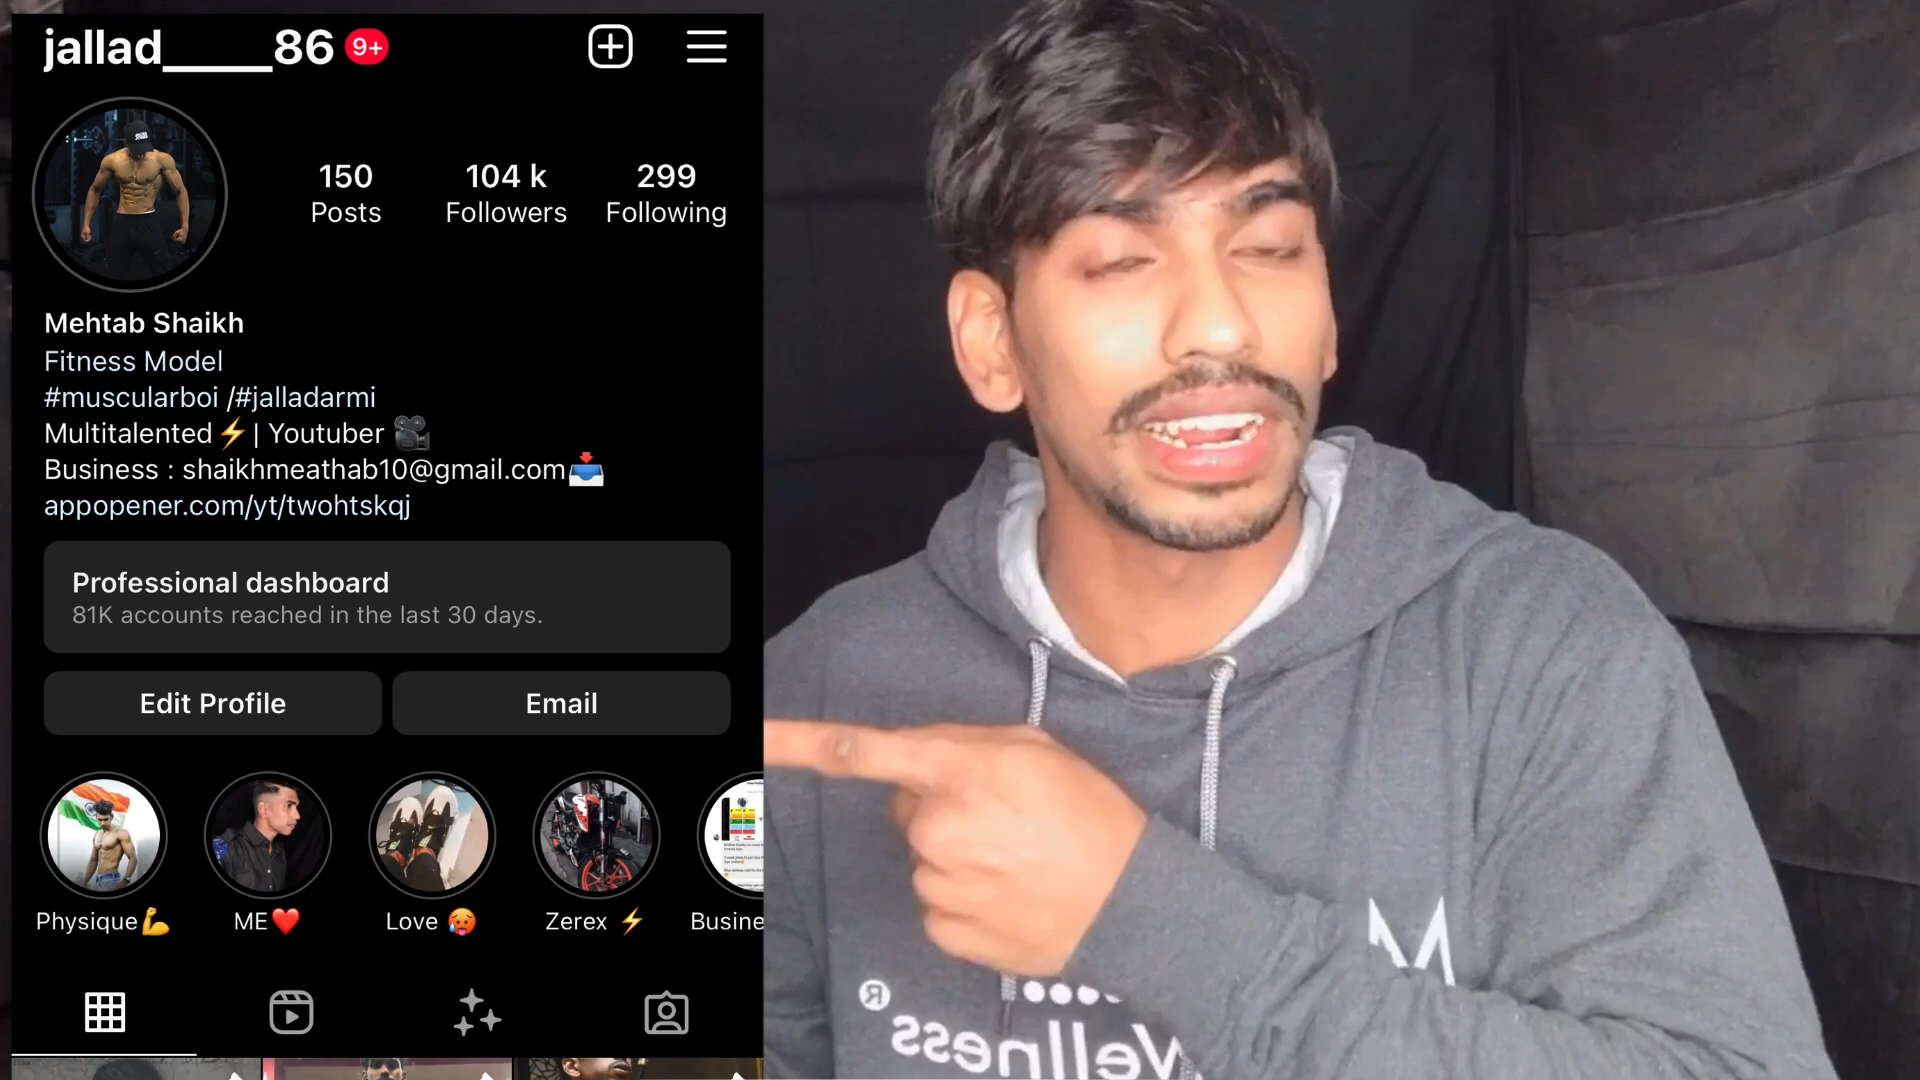 jallad_____86 9+
150 104 k 299
Posts Followers Following
Mehtab Shaikh
Fitness Model
#muscularboi /#jalladarmi
Multitalented⚡| Youtuber 🎥
Business : shaikhmeathab10@gmail.com📥
appopener.com/yt/twohtskqj
Professional dashboard
81K accounts reached in the last 30 days.
Edit Profile Email
Physique💪 ME❤️ Love 🥵 Zerex ⚡ Busine
M
®
Wellness